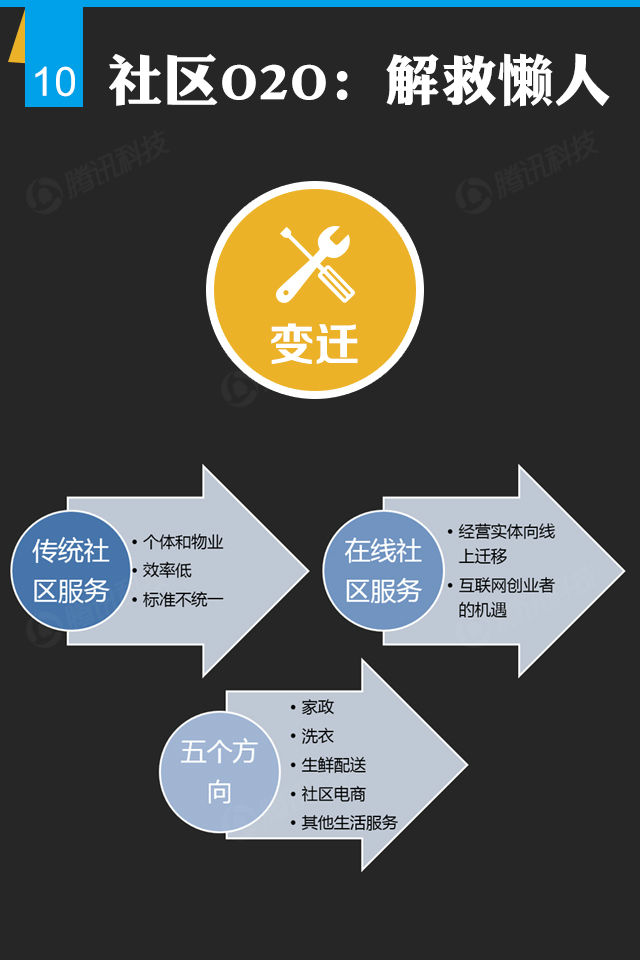 10
社区O2O：解救懒人
腾讯科技
腾讯科技
变迁
传统社
区服务
• 个体和物业
• 效率低
• 标准不统一
在线社
区服务
• 经营实体向线
上迁移
• 互联网创业者
的机遇
五个方
向
• 家政
• 洗衣
• 生鲜配送
• 社区电商
• 其他生活服务